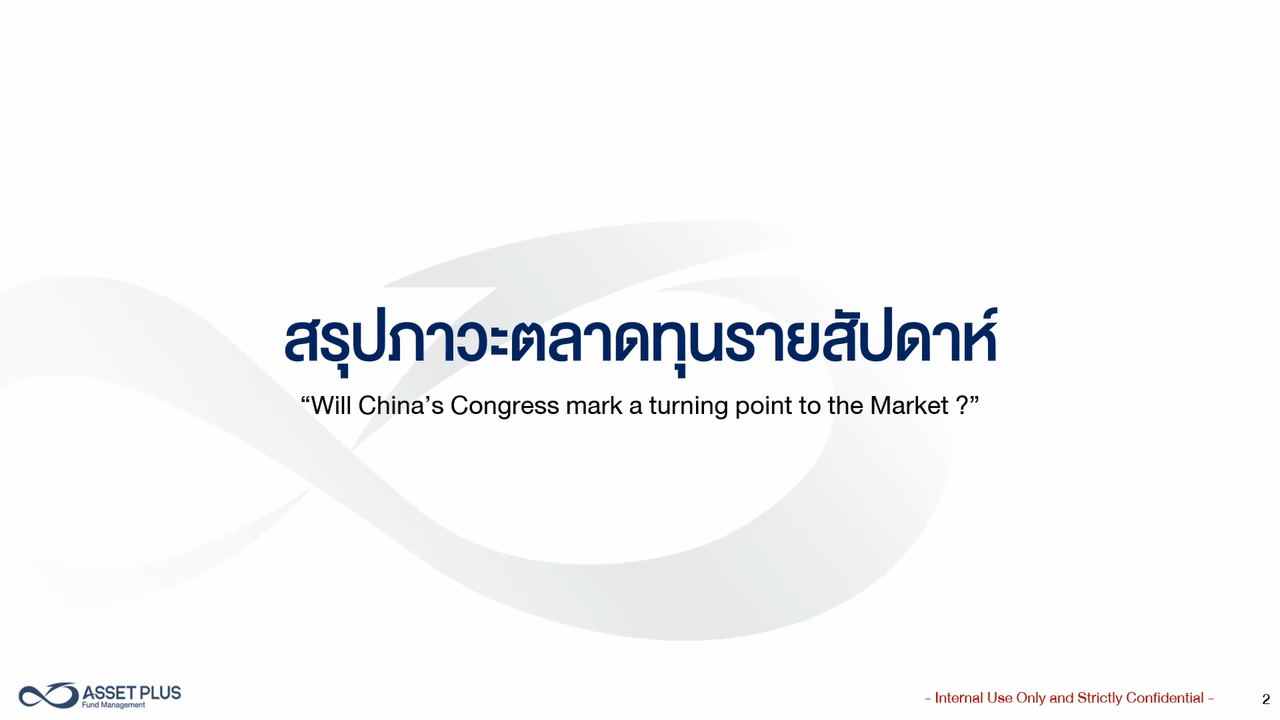 สรุปภาวะตลาดทุนรายสัปดาห์
“Will China’s Congress mark a turning point to the Market ?”
ASSET PLUS
Fund Management
- Internal Use Only and Strictly Confidential -
2